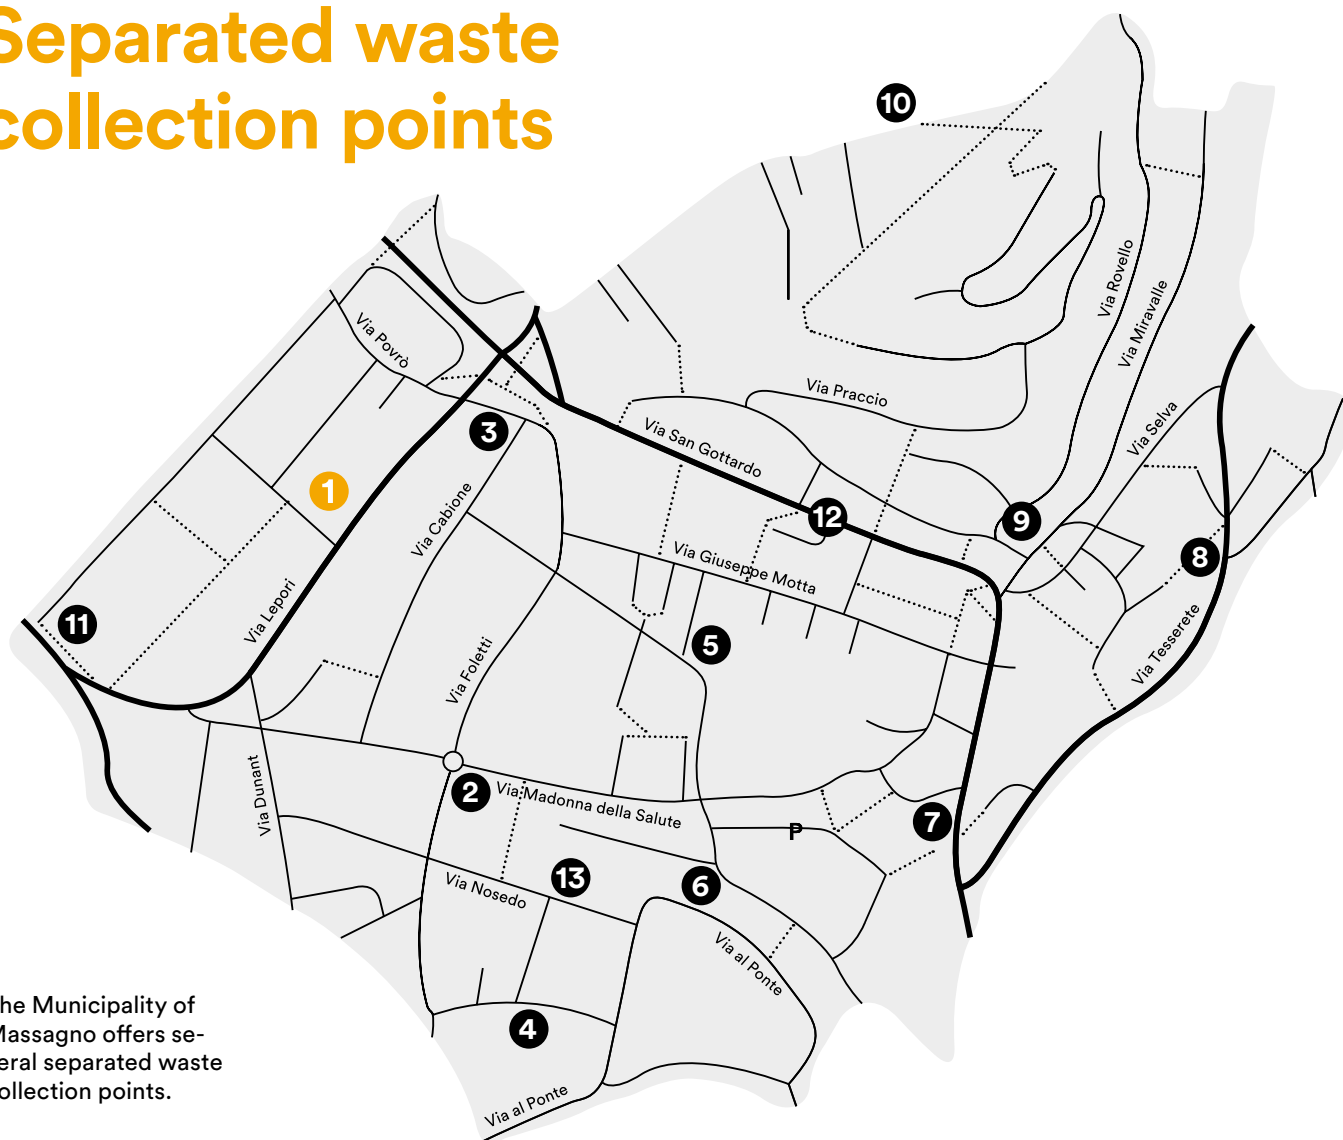 Separated waste
collection points
10
Via Rovello
Via Miravalle
Via Povrò
Via Praccio
Via Selva
3
Via San Gottardo
1
Via Cabione
12
9
8
Via Giuseppe Motta
11
Via Lepori
5
Via Foletti
Via Tesserete
Via Dunant
2
Via Madonna della Salute
P
7
Via Nosedo
13
6
Via al Ponte
4
Via al Ponte
he Municipality of
Massagno offers se-
eral separated waste
ollection points.